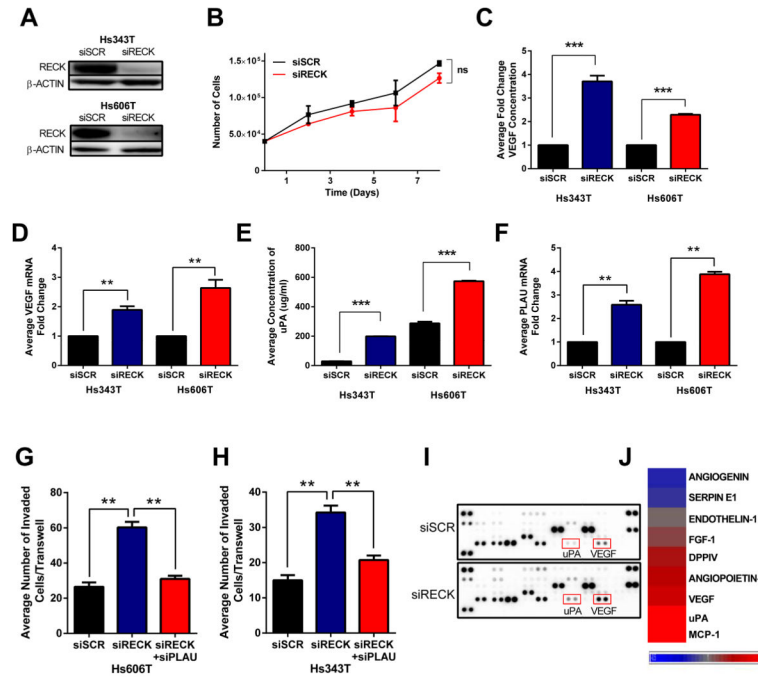 A
Hs343T
siSCR siRECK
RECK
β-ACTIN
Hs606T
siSCR siRECK
RECK
β-ACTIN
B
siSCR
siRECK
Number of Cells
1.5×10⁵
1.0×10⁵
5.0×10⁴
ns
1 3 5 7
Time (Days)
C
Average Fold Change
VEGF Concentration
5
4
3
2
1
0
***
***
siSCR siRECK siSCR siRECK
Hs343T Hs606T
D
Average VEGF mRNA
Fold Change
4
3
2
1
0
**
**
siSCR siRECK siSCR siRECK
Hs343T Hs606T
E
Average Concentration of
uPA (ug/ml)
800
600
400
200
0
***
***
siSCR siRECK siSCR siRECK
Hs343T Hs606T
F
Average PLAU mRNA
Fold Change
5
4
3
2
1
0
**
**
siSCR siRECK siSCR siRECK
Hs343T Hs606T
G
Average Number of Invaded
Cells/Transwell
80
60
40
20
0
** **
siSCR siRECK siRECK
+siPLAU
Hs606T
H
Average Number of Invaded
Cells/Transwell
40
30
20
10
0
** **
siSCR siRECK siRECK
+siPLAU
Hs343T
I
siSCR
uPA VEGF
siRECK
uPA VEGF
J
ANGIOGENIN
SERPIN E1
ENDOTHELIN-1
FGF-1
DPPIV
ANGIOPOIETIN-
VEGF
uPA
MCP-1